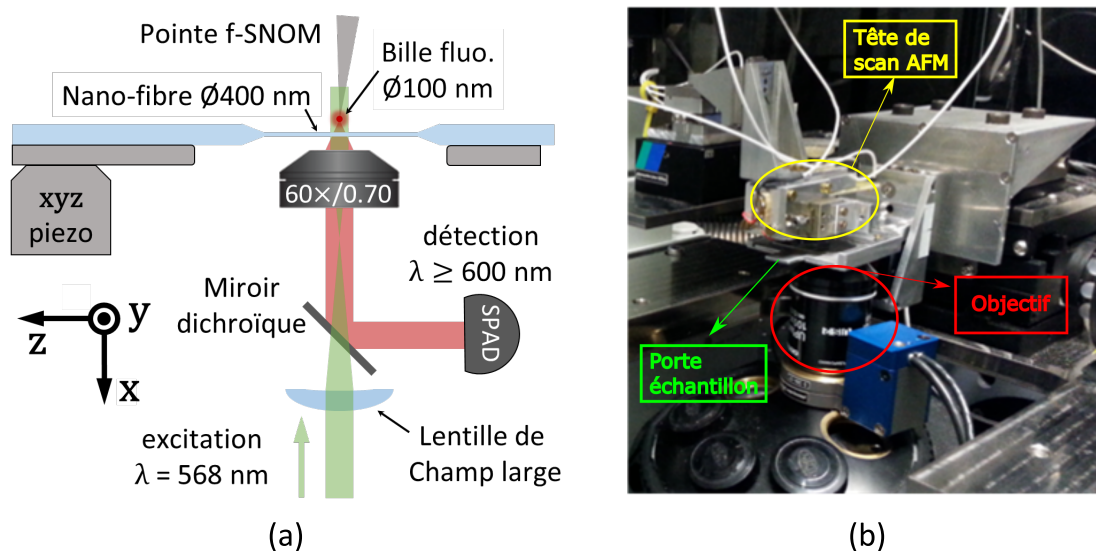 Pointe f-SNOM
Bille fluo.
Ø100 nm
Nano-fibre Ø400 nm
60×/0.70
xyz
piezo
détection
λ ≥ 600 nm
Miroir
dichroïque
SPAD
y
z
x
excitation
λ = 568 nm
Lentille de
Champ large
(a)
Tête de
scan AFM
Objectif
Porte
échantillon
(b)